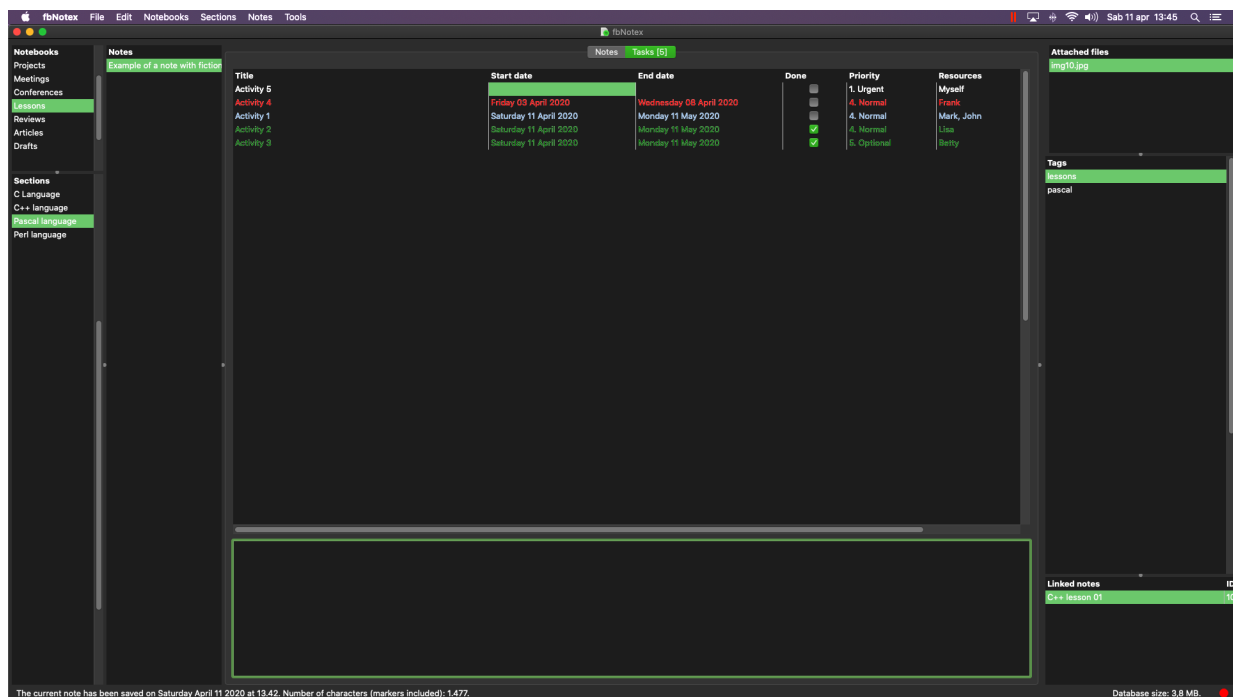 fbNotex File Edit Notebooks Sections Notes Tools Sab 11 apr 13:45
fbNotex
Notebooks
Projects
Meetings
Conferences
Lessons
Reviews
Articles
Drafts
Sections
C Language
C++ language
Pascal language
Perl language
Notes
Example of a note with fiction
Notes Tasks [5]
Title Start date End date Done Priority Resources
Activity 5 1. Urgent Myself
Activity 4 Friday 03 April 2020 Wednesday 08 April 2020 4. Normal Frank
Activity 1 Saturday 11 April 2020 Monday 11 May 2020 4. Normal Mark, John
Activity 2 Saturday 11 April 2020 Monday 11 May 2020 4. Normal Lisa
Activity 3 Saturday 11 April 2020 Monday 11 May 2020 5. Optional Betty
Attached files
img10.jpg
Tags
lessons
pascal
Linked notes ID
C++ lesson 01 10
The current note has been saved on Saturday April 11 2020 at 13.42. Number of characters (markers included): 1.477. Database size: 3,8 MB.